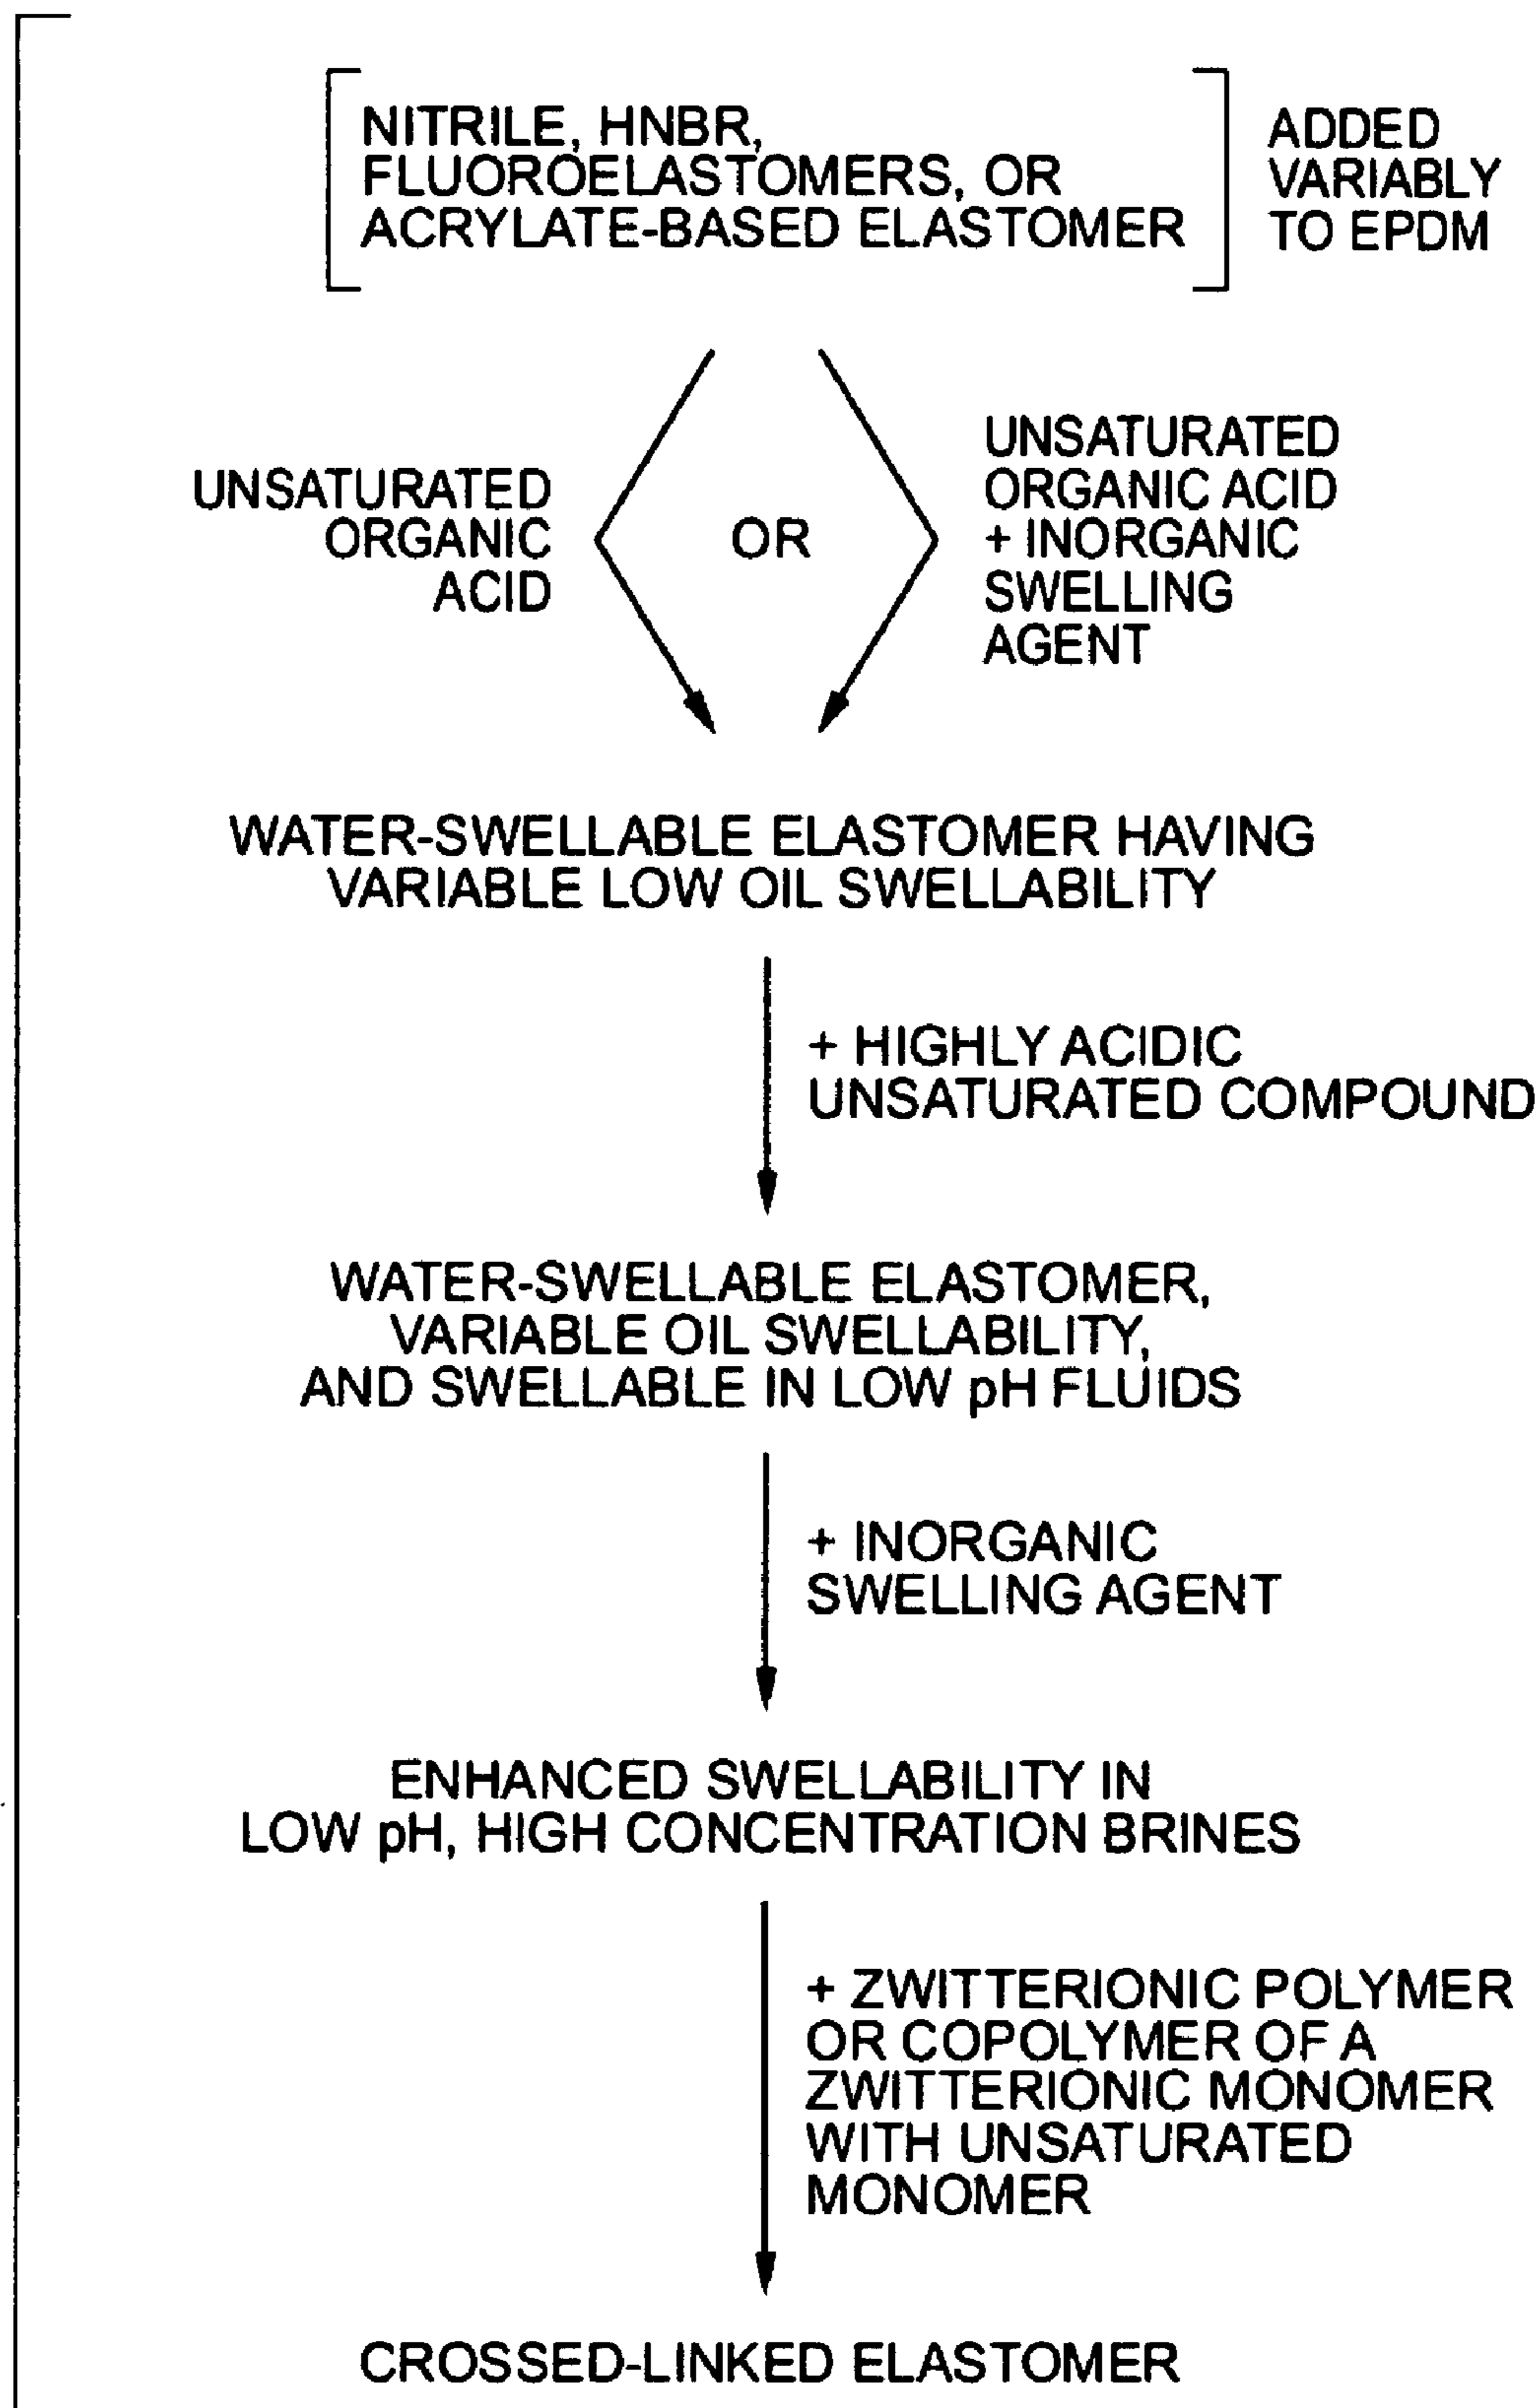 NITRILE, HNBR,
FLUOROELASTOMERS, OR
ACRYLATE-BASED ELASTOMER
ADDED
VARIABLY
TO EPDM
UNSATURATED
ORGANIC
ACID
OR
UNSATURATED
ORGANIC ACID
+ INORGANIC
SWELLING
AGENT
WATER-SWELLABLE ELASTOMER HAVING
VARIABLE LOW OIL SWELLABILITY
+ HIGHLY ACIDIC
UNSATURATED COMPOUND
WATER-SWELLABLE ELASTOMER,
VARIABLE OIL SWELLABILITY,
AND SWELLABLE IN LOW pH FLUIDS
+ INORGANIC
SWELLING AGENT
ENHANCED SWELLABILITY IN
LOW pH, HIGH CONCENTRATION BRINES
+ ZWITTERIONIC POLYMER
OR COPOLYMER OF A
ZWITTERIONIC MONOMER
WITH UNSATURATED
MONOMER
CROSSED-LINKED ELASTOMER